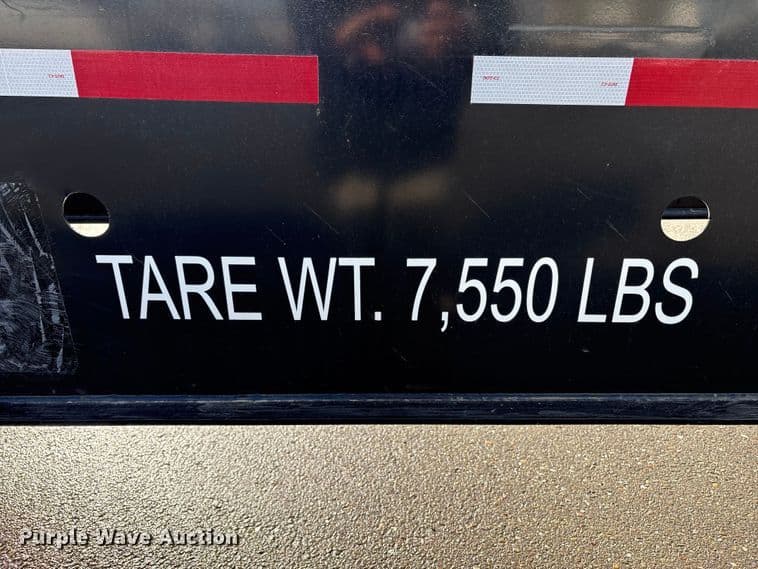 TARE WT. 7,550 LBS
Purple Wave Auction